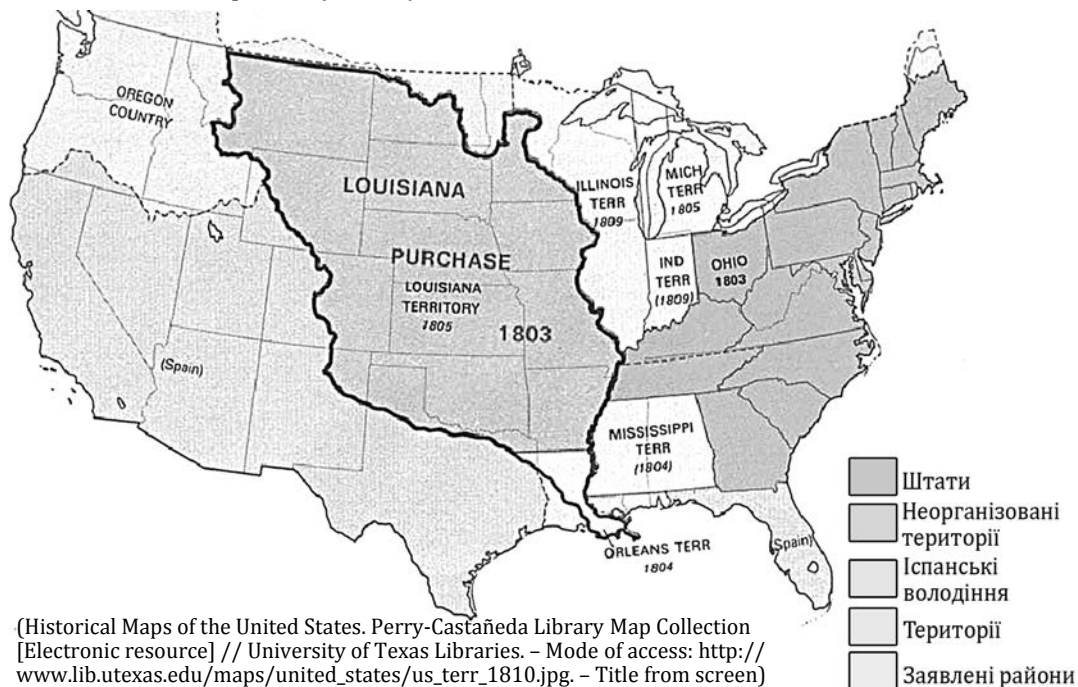 OREGON
COUNTRY
LOUISIANA
PURCHASE
LOUISIANA
TERRITORY
1805
1803
ILLINOIS
TERR
1809
MICH
TERR
1805
IND
TERR
(1809)
OHIO
1803
(Spain)
MISSISSIPPI
TERR
(1804)
ORLEANS TERR
1804
(Spain)
Штати
Неорганізовані
території
Іспанські
володіння
Території
Заявлені райони
(Historical Maps of the United States. Perry-Castañeda Library Map Collection
[Electronic resource] // University of Texas Libraries. – Mode of access: http://
www.lib.utexas.edu/maps/united_states/us_terr_1810.jpg. – Title from screen)